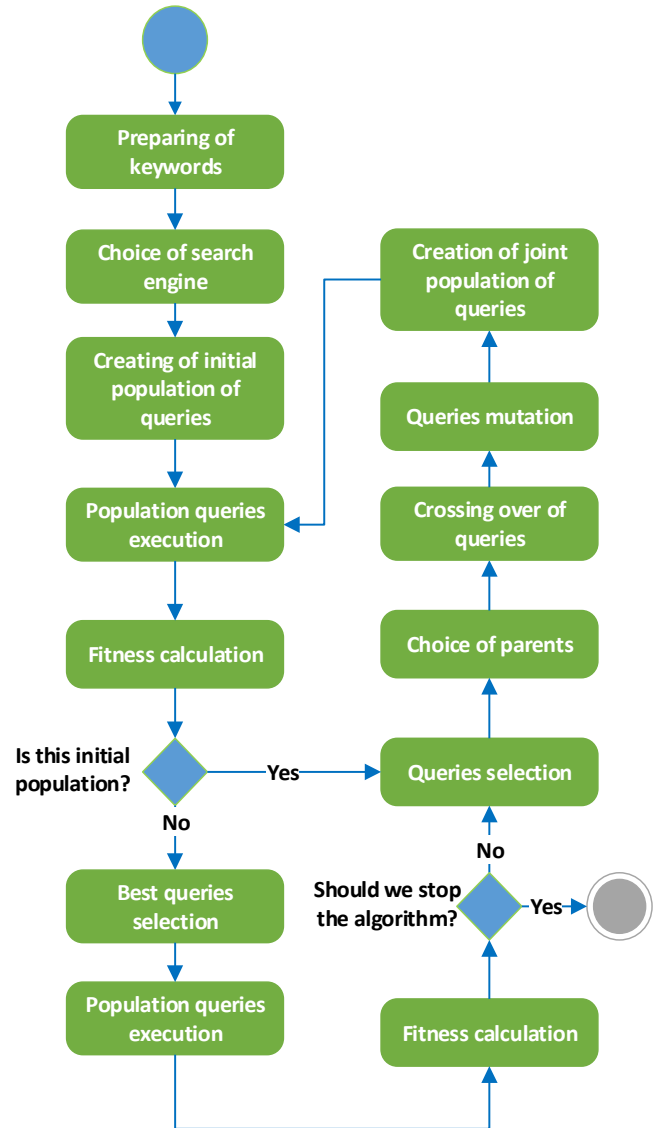 Preparing of
keywords
Choice of search
engine
Creating of initial
population of
queries
Population queries
execution
Fitness calculation
Is this initial
population?
Yes
No
Best queries
selection
Population queries
execution
Creation of joint
population of
queries
Queries mutation
Crossing over of
queries
Choice of parents
Queries selection
No
Should we stop
the algorithm?
Yes
Fitness calculation